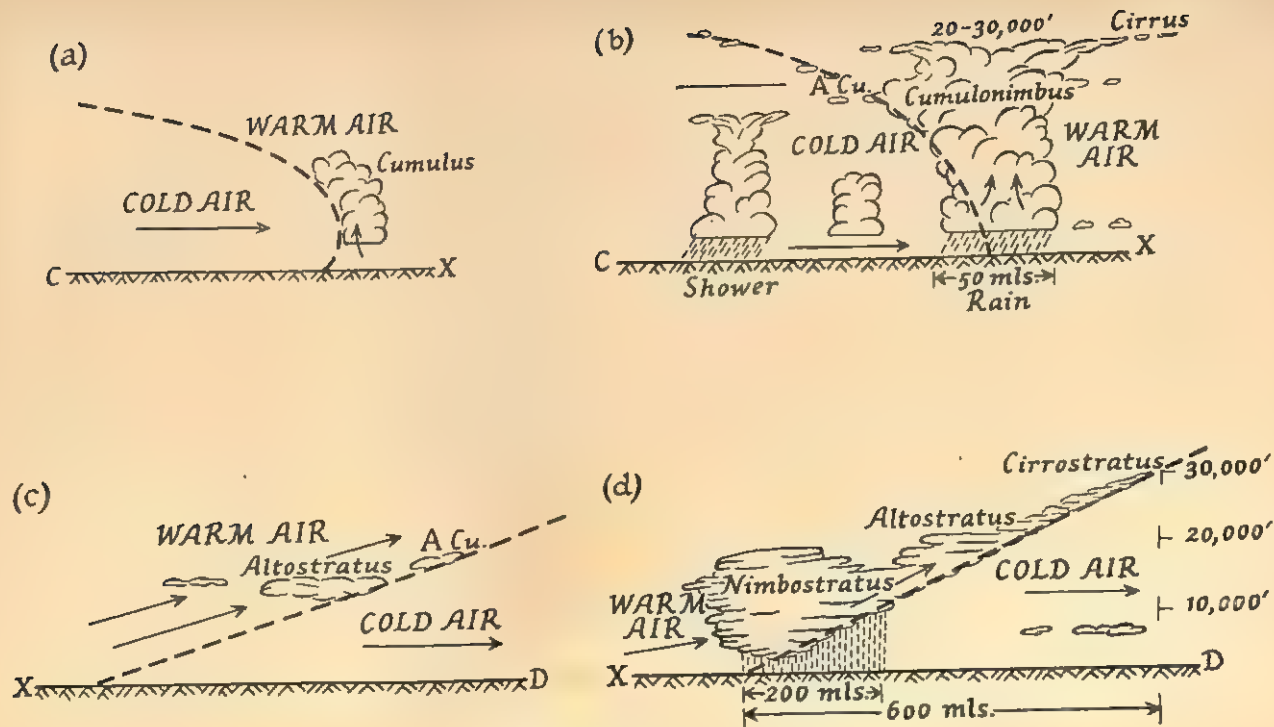 (a)
WARM AIR
Cumulus
COLD AIR
C
X
(b)
20-30,000'
Cirrus
A Cu.
Cumulonimbus
COLD AIR
WARM
AIR
C
X
Shower
50 mls.
Rain
(c)
WARM AIR
A Cu.
Altostratus
COLD AIR
X
D
(d)
Cirrostratus
30,000'
Altostratus
20,000'
Nimbostratus
COLD AIR
WARM
AIR
10,000'
X
D
200 mls.
600 mls.